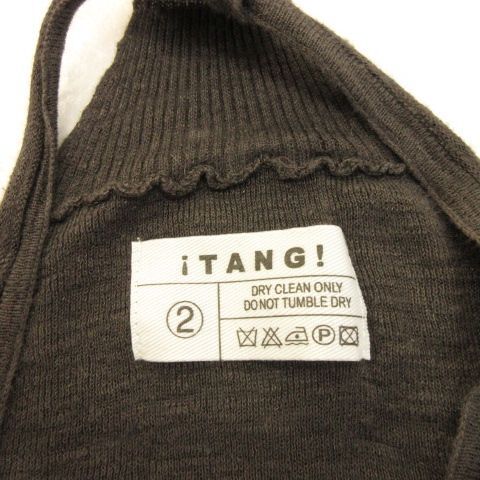 ¡TANG!
②
DRY CLEAN ONLY
DO NOT TUMBLE DRY
P